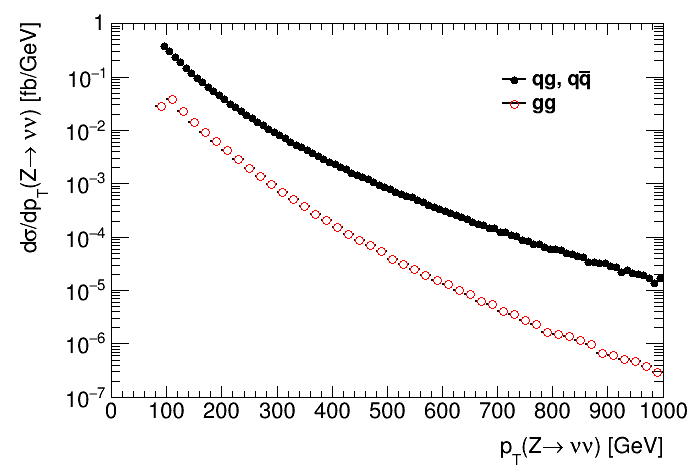 dσ/dp_T(Z→ νν) [fb/GeV]
1
10⁻¹
10⁻²
10⁻³
10⁻⁴
10⁻⁵
10⁻⁶
10⁻⁷
qg, qq̅
gg
0 100 200 300 400 500 600 700 800 900 1000
p_T(Z→ νν) [GeV]